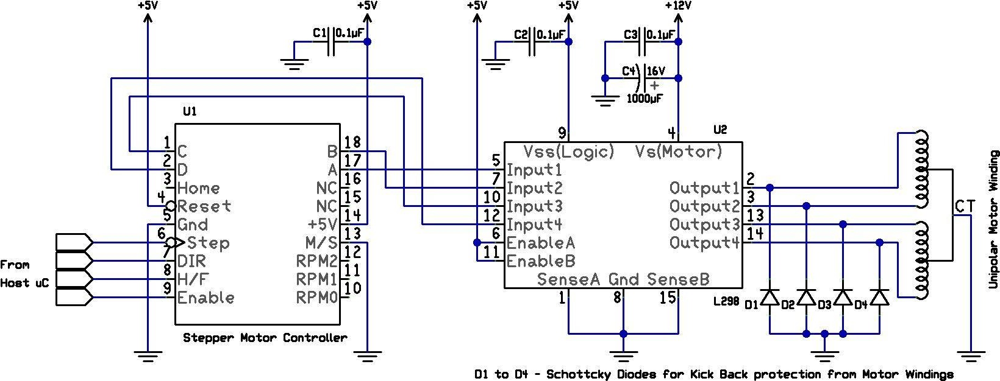 +5V +5V +5V +5V +12V
C1 0.1µF C2 0.1µF C3 0.1µF
C4 16V
+
1000µF
U1
U2
9 4
Vss(Logic) Vs(Motor)
1 C B 18
2 D A 17
3 Home NC 16
4 Reset NC 15
5 Gnd +5V 14
6 Step M/S 13
7 DIR RPM2 12
8 H/F RPM1 11
9 Enable RPM0 10
From
Host uC
Stepper Motor Controller
5 Input1
7 Input2 Output1 2
10 Input3 Output2 3
12 Input4 Output3 13
6 EnableA Output4 14
11 EnableB
SenseA Gnd SenseB
1 8 15
L298
D1 D2 D3 D4
CT
Unipolar Motor Winding
D1 to D4 - Schottcky Diodes for Kick Back protection from Motor Windings